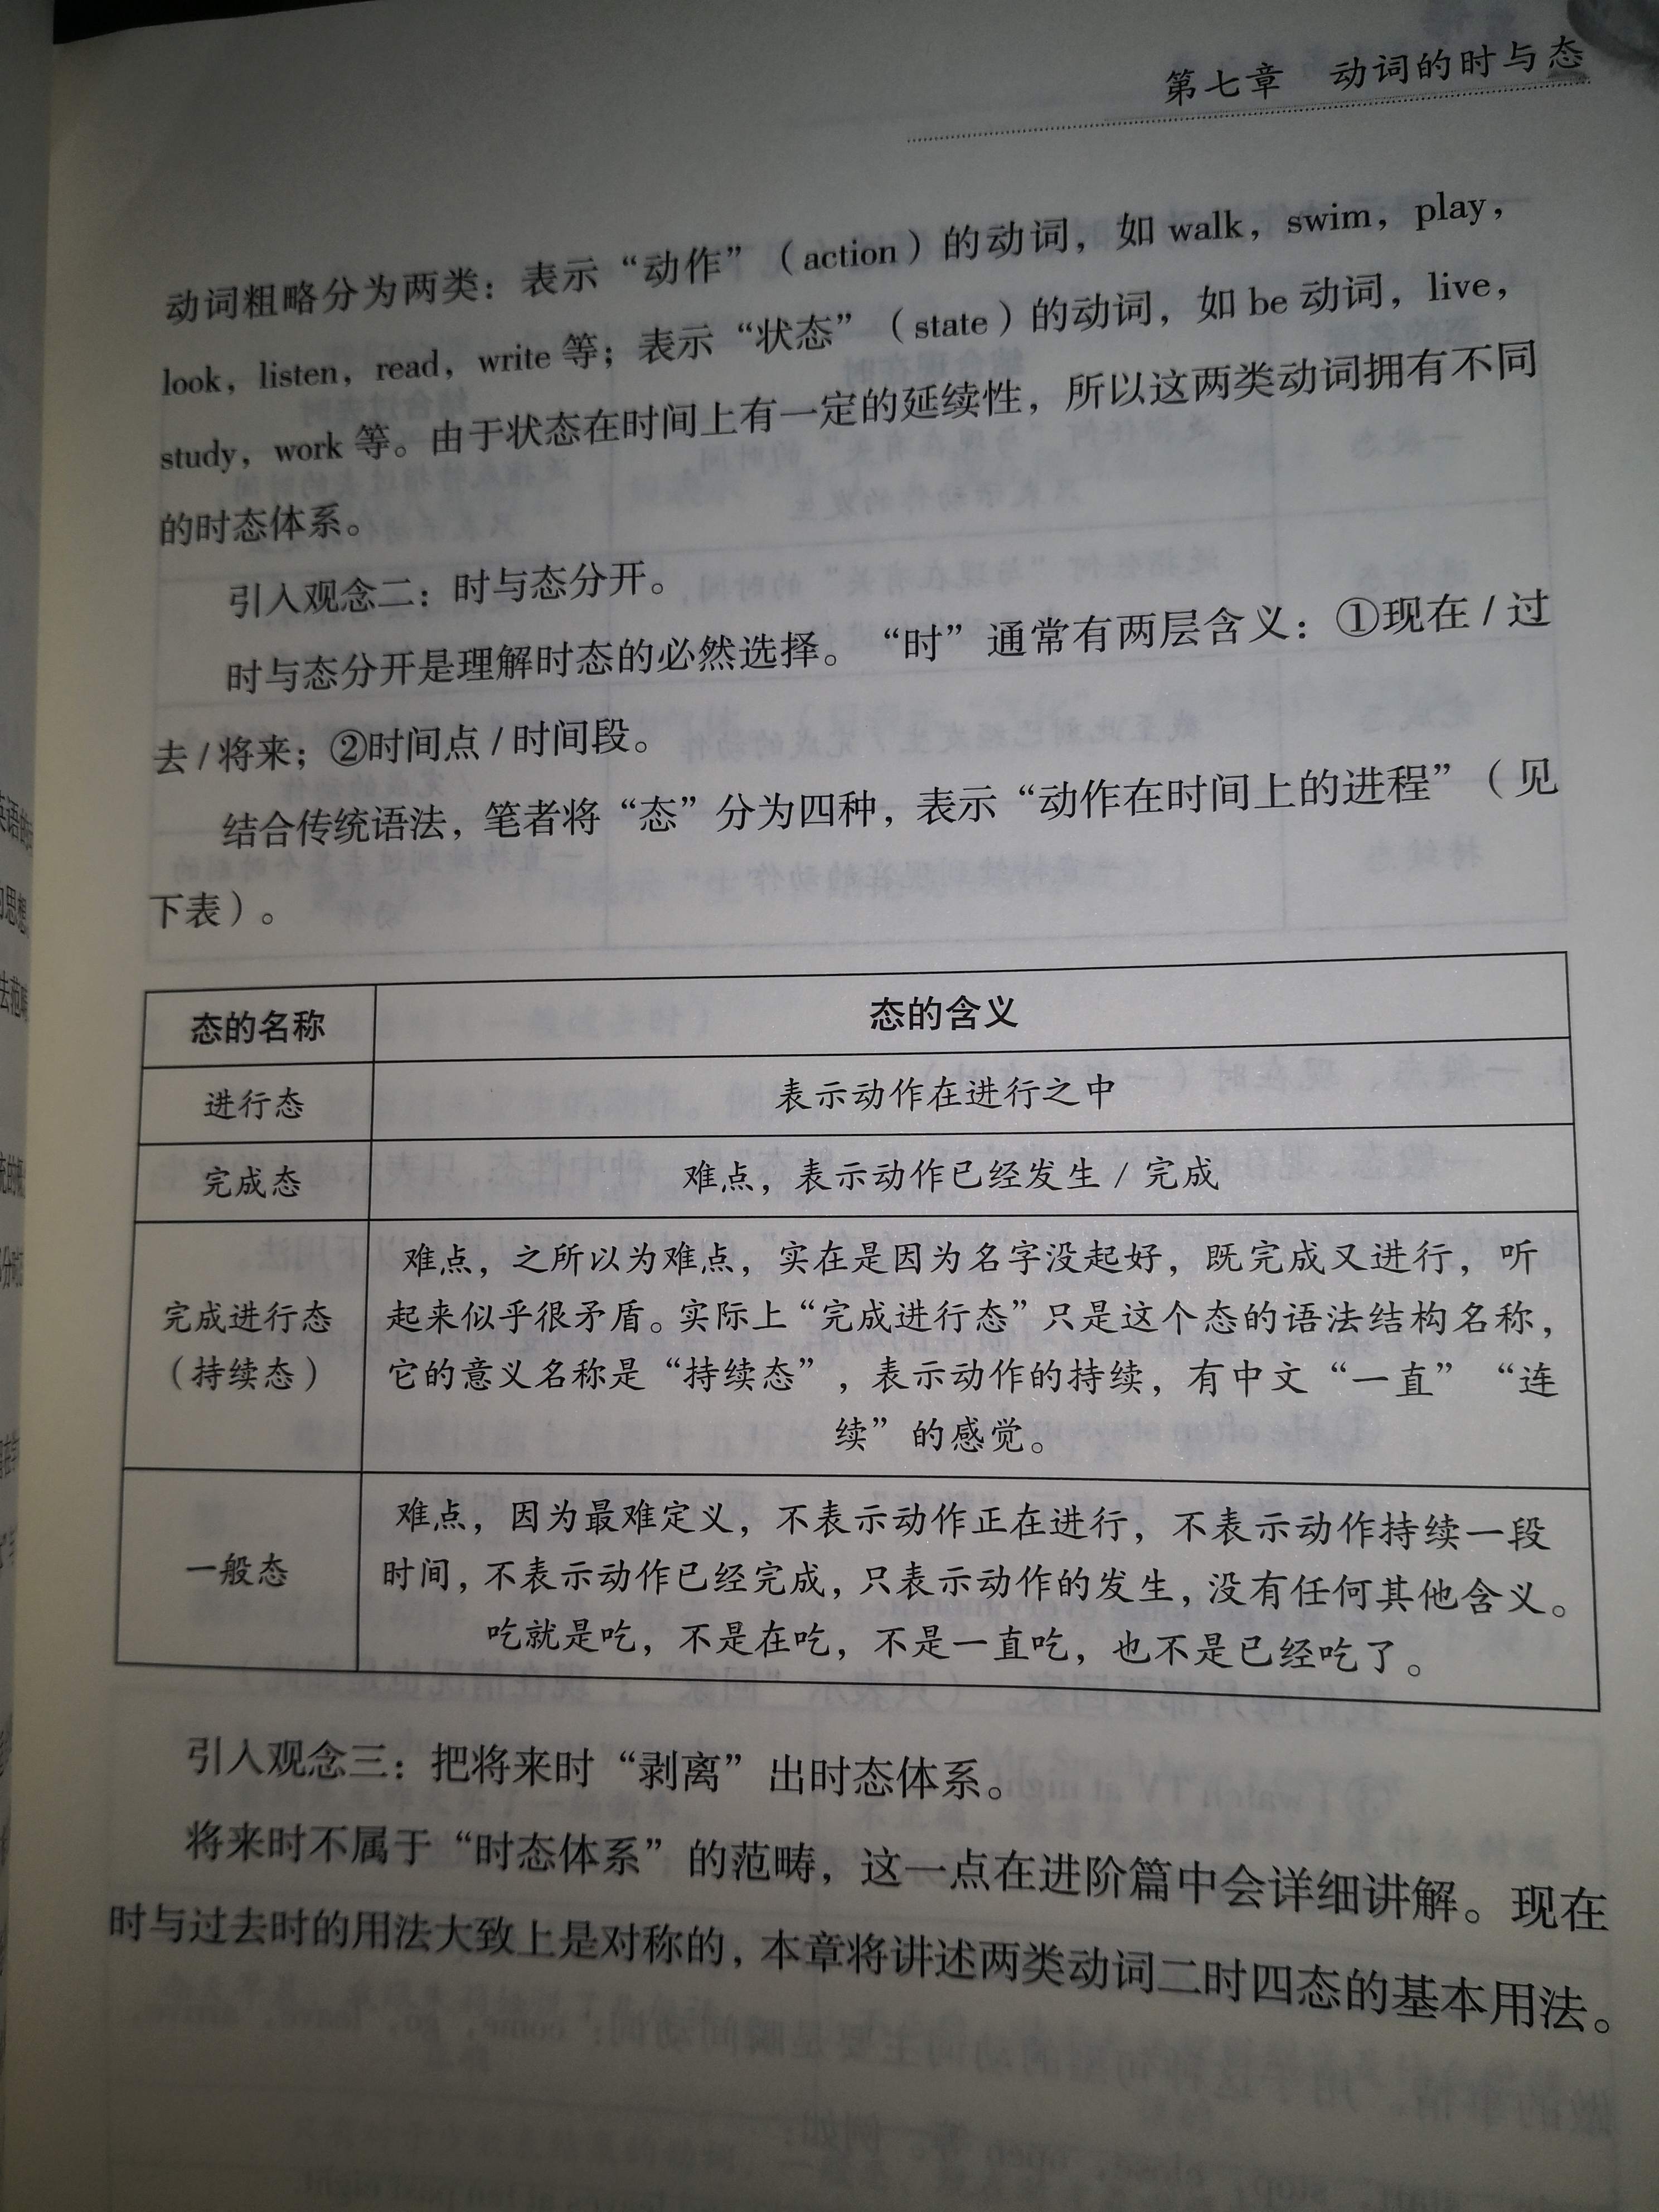 第七章 动词的时与态
动词粗略分为两类：表示“动作”（action）的动词，如 walk，swim，play，
look，listen，read，write 等；表示“状态”（state）的动词，如 be 动词，live，
study，work 等。由于状态在时间上有一定的延续性，所以这两类动词拥有不同
的时态体系。
引入观念二：时与态分开。
时与态分开是理解时态的必然选择。“时”通常有两层含义：①现在 / 过
去 / 将来；②时间点 / 时间段。
结合传统语法，笔者将“态”分为四种，表示“动作在时间上的进程”（见
下表）。
态的名称 态的含义
进行态 表示动作在进行之中
完成态 难点，表示动作已经发生 / 完成
完成进行态
（持续态）
难点，之所以为难点，实在是因为名字没起好，既完成又进行，听
起来似乎很矛盾。实际上“完成进行态”只是这个态的语法结构名称，
它的意义名称是“持续态”，表示动作的持续，有中文“一直”“连
续”的感觉。
一般态
难点，因为最难定义，不表示动作正在进行，不表示动作持续一段
时间，不表示动作已经完成，只表示动作的发生，没有任何其他含义。
吃就是吃，不是在吃，不是一直吃，也不是已经吃了。
引入观念三：把将来时“剥离”出时态体系。
将来时不属于“时态体系”的范畴，这一点在进阶篇中会详细讲解。现在
时与过去时的用法大致上是对称的，本章将讲述两类动词二时四态的基本用法。